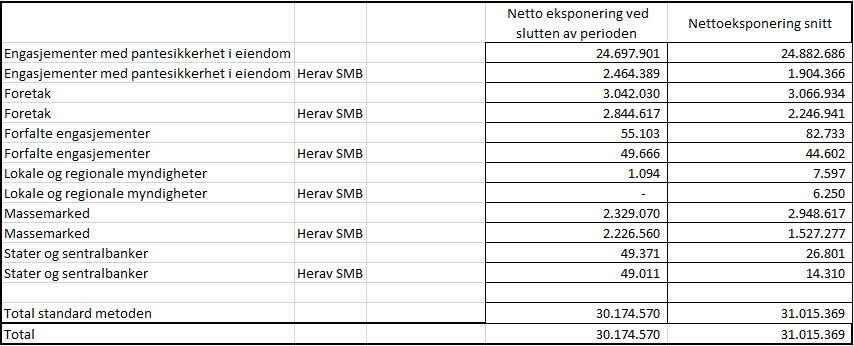 Netto eksponering ved slutten av perioden Nettoeksponering snitt
Engasjementer med pantesikkerhet i eiendom 24.697.901 24.882.686
Engasjementer med pantesikkerhet i eiendom Herav SMB 2.464.389 1.904.366
Foretak 3.042.030 3.066.934
Foretak Herav SMB 2.844.617 2.246.941
Forfalte engasjementer 55.103 82.733
Forfalte engasjementer Herav SMB 49.666 44.602
Lokale og regionale myndigheter 1.094 7.597
Lokale og regionale myndigheter Herav SMB - 6.250
Massemarked 2.329.070 2.948.617
Massemarked Herav SMB 2.226.560 1.527.277
Stater og sentralbanker 49.371 26.801
Stater og sentralbanker Herav SMB 49.011 14.310
Total standard metoden 30.174.570 31.015.369
Total 30.174.570 31.015.369